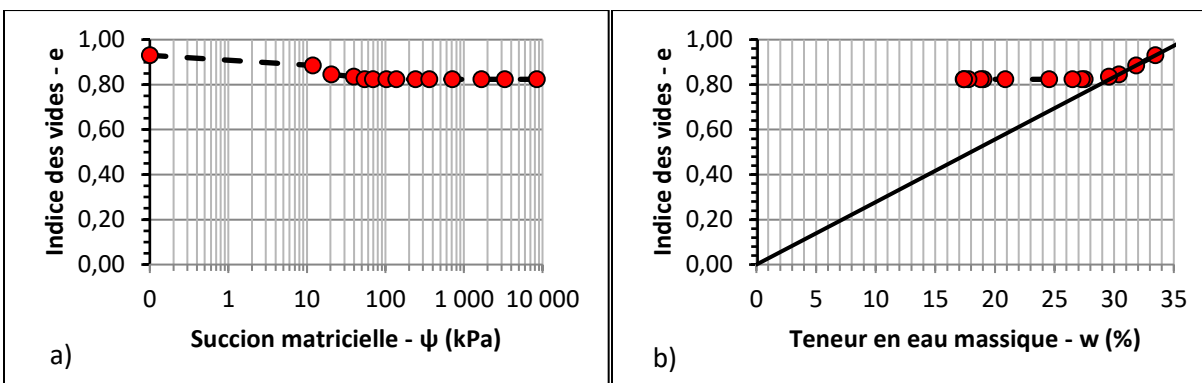 Indice des vides - e
1,00
0,80
0,60
0,40
0,20
0,00
0 1 10 100 1 000 10 000
Succion matricielle - ψ (kPa)
a)
Indice des vides - e
1,00
0,80
0,60
0,40
0,20
0,00
0 5 10 15 20 25 30 35
Teneur en eau massique - w (%)
b)